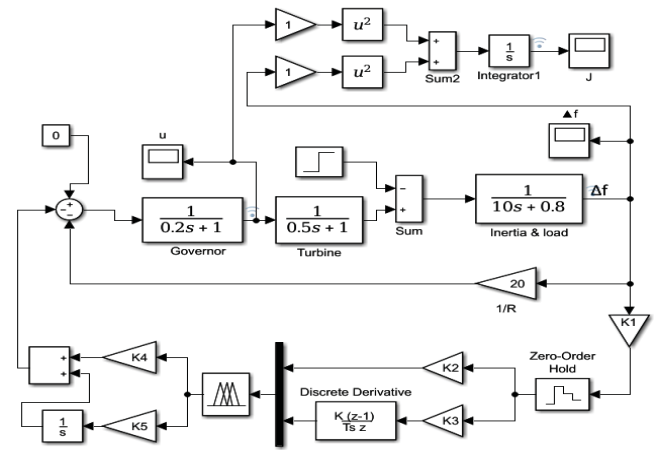 1
u²
+
+
Sum2
1
s
Integrator1
J
1
u²
0
u
Δf
+
−
−
1
0.2s + 1
Governor
1
0.5s + 1
Turbine
−
+
Sum
1
10s + 0.8
Inertia & load
Δf
20
1/R
K1
Zero-Order
Hold
K2
K3
Discrete Derivative
K (z-1)
Ts z
K4
K5
+
+
1
s